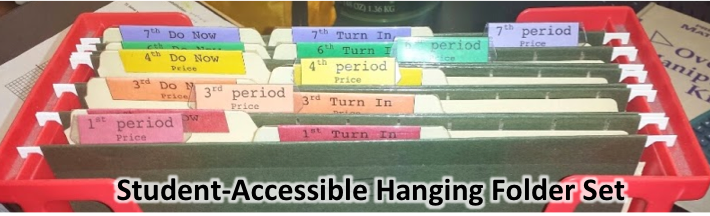 7th Do Now
7th Turn In
7th period
Price
6th Turn In
period
Price
4th Do Now
Price
4th period
Price
3rd Do N
3rd period
Price
3rd Turn In
1st period
Price
ow
1st Turn In
Student-Accessible Hanging Folder Set